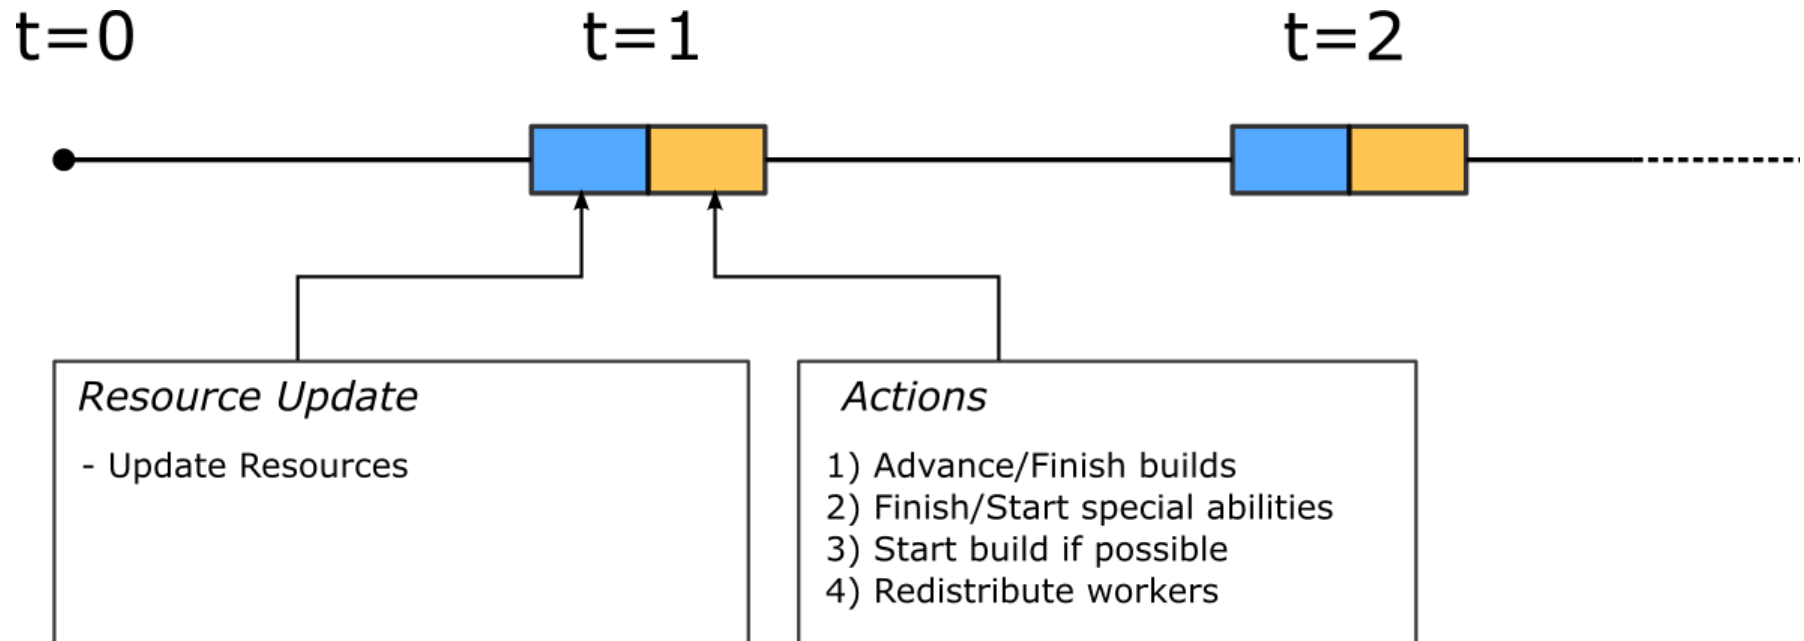 t=0
t=1
t=2
Resource Update
- Update Resources
Actions
1) Advance/Finish builds
2) Finish/Start special abilities
3) Start build if possible
4) Redistribute workers